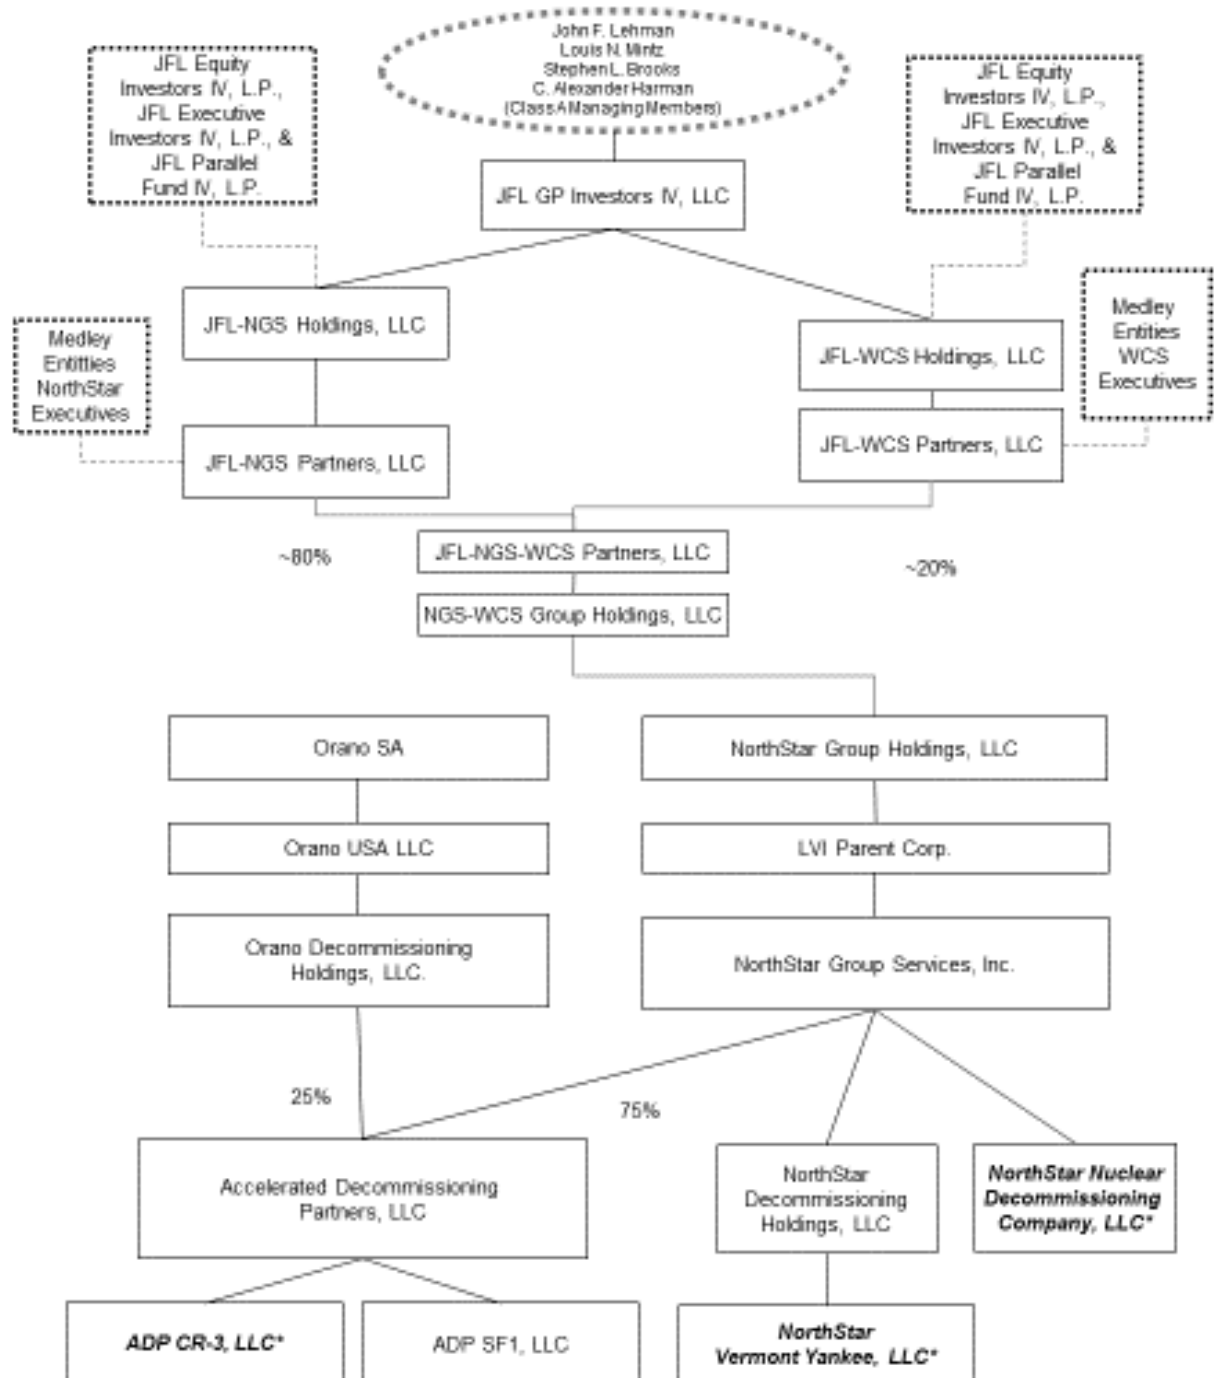 John F. Lehrman
Louis N. Mintz
Stephen L. Brooks
C. Alexander Harman
(Class A Managing Members)
JFL Equity
Investors IV, L.P.,
JFL Executive
Investors IV, L.P., &
JFL Parallel
Fund IV, L.P.
JFL GP Investors IV, LLC
JFL Equity
Investors IV, L.P.,
JFL Executive
Investors IV, L.P., &
JFL Parallel
Fund IV, L.P.
JFL-NGS Holdings, LLC
Medley
Entitties
NorthStar
Executives
JFL-WCS Holdings, LLC
Medley
Entities
WCS
Executives
JFL-NGS Partners, LLC
JFL-WCS Partners, LLC
~80%
JFL-NGS-WCS Partners, LLC
~20%
NGS-WCS Group Holdings, LLC
Orano SA
NorthStar Group Holdings, LLC
Orano USA LLC
LVI Parent Corp.
Orano Decommissioning
Holdings, LLC.
NorthStar Group Services, Inc.
25%
75%
Accelerated Decommissioning
Partners, LLC
NorthStar
Decommissioning
Holdings, LLC
NorthStar Nuclear
Decommissioning
Company, LLC*
ADP CR-3, LLC*
ADP SF1, LLC
NorthStar
Vermont Yankee, LLC*